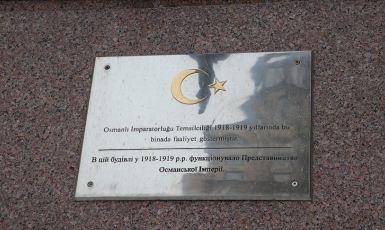 Osmanlı İmparatorluğu Temsilciliği 1918-1919 yıllarında bu
binada faaliyet göstermiştir.
В цій будівлі у 1918-1919 р.р. функціонувало Представництво
Османської Імперії.